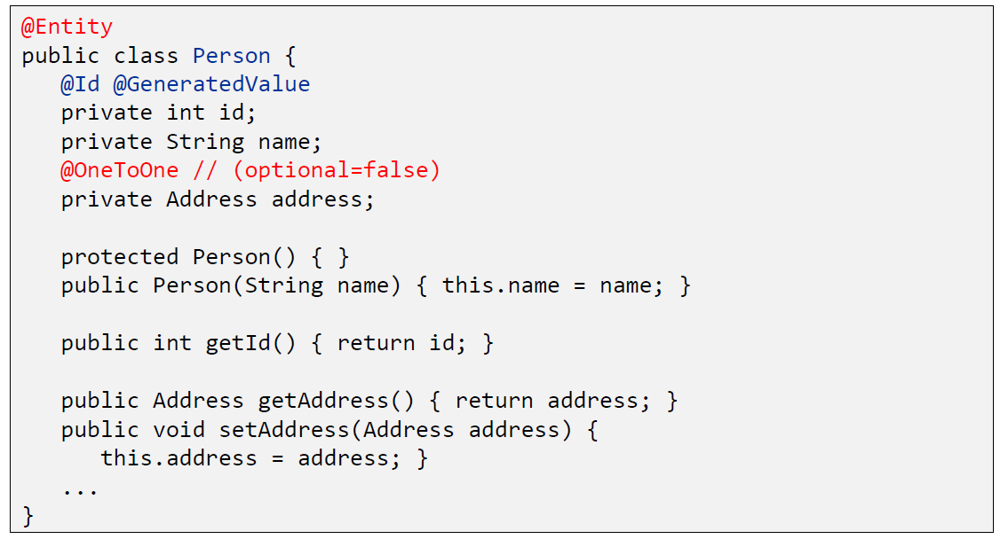 @Entity
public class Person {
   @Id @GeneratedValue
   private int id;
   private String name;
   @OneToOne // (optional=false)
   private Address address;

   protected Person() { }
   public Person(String name) { this.name = name; }

   public int getId() { return id; }

   public Address getAddress() { return address; }
   public void setAddress(Address address) {
      this.address = address; }
   ...
}